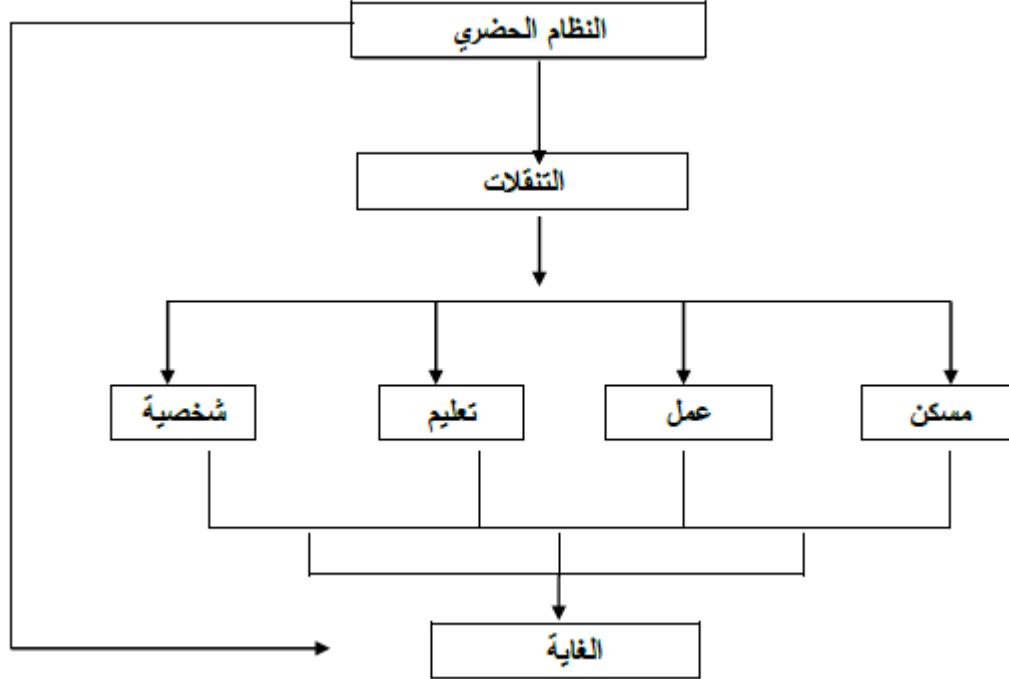 النظام الحضري
التنقلات
مسكن
عمل
تعليم
شخصية
الغاية